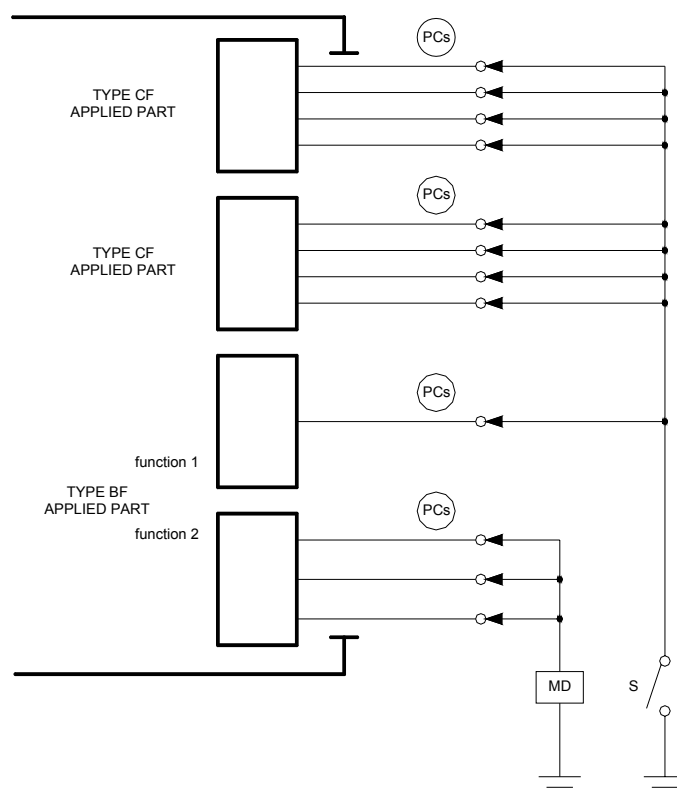 PCs
TYPE CF
APPLIED PART
PCs
TYPE CF
APPLIED PART
PCs
function 1
TYPE BF
APPLIED PART
function 2
PCs
MD
S